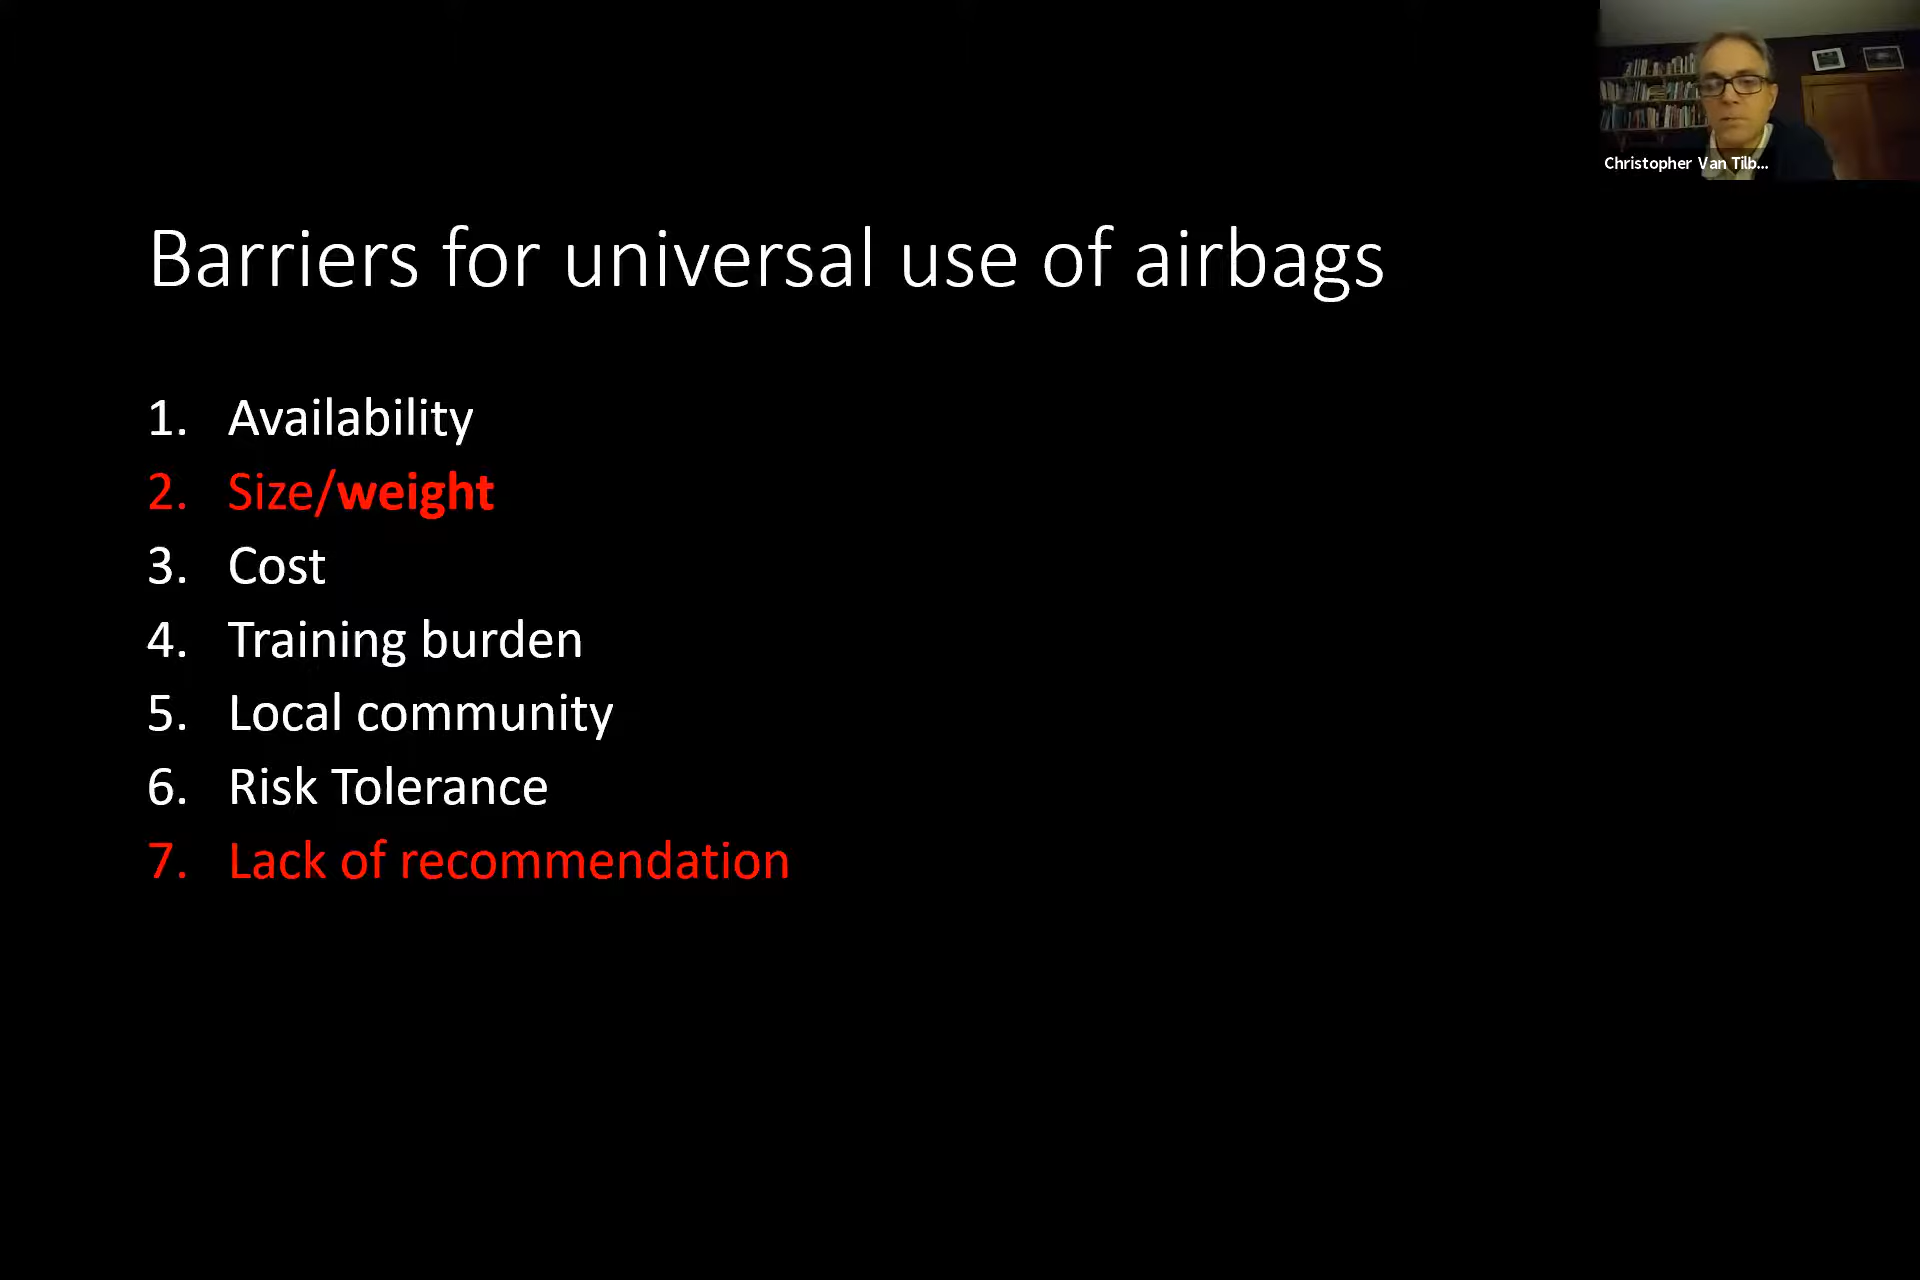 Christopher Van Tilb...
Barriers for universal use of airbags
1. Availability
2. Size/weight
3. Cost
4. Training burden
5. Local community
6. Risk Tolerance
7. Lack of recommendation